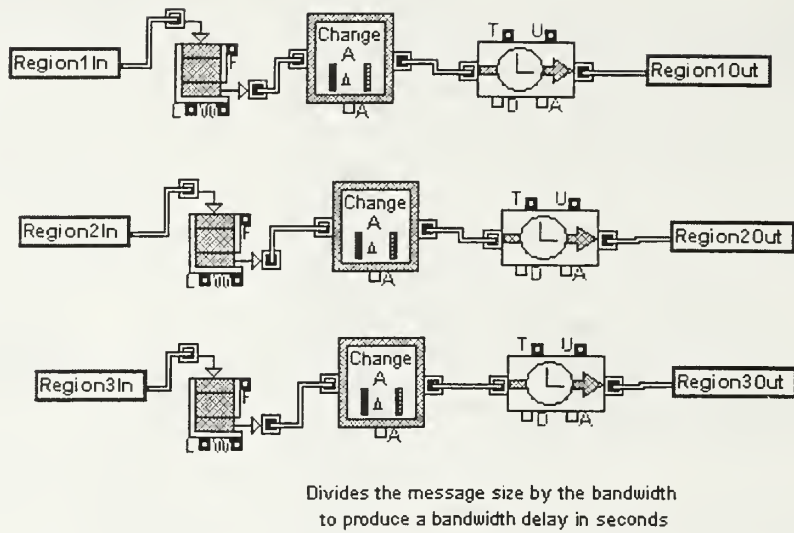 Region1In
F
L W
Change
A
A
T U
D A
Region1Out
Region2In
F
L W
Change
A
A
T U
D A
Region2Out
Region3In
F
L W
Change
A
A
T U
D A
Region3Out
Divides the message size by the bandwidth
to produce a bandwidth delay in seconds